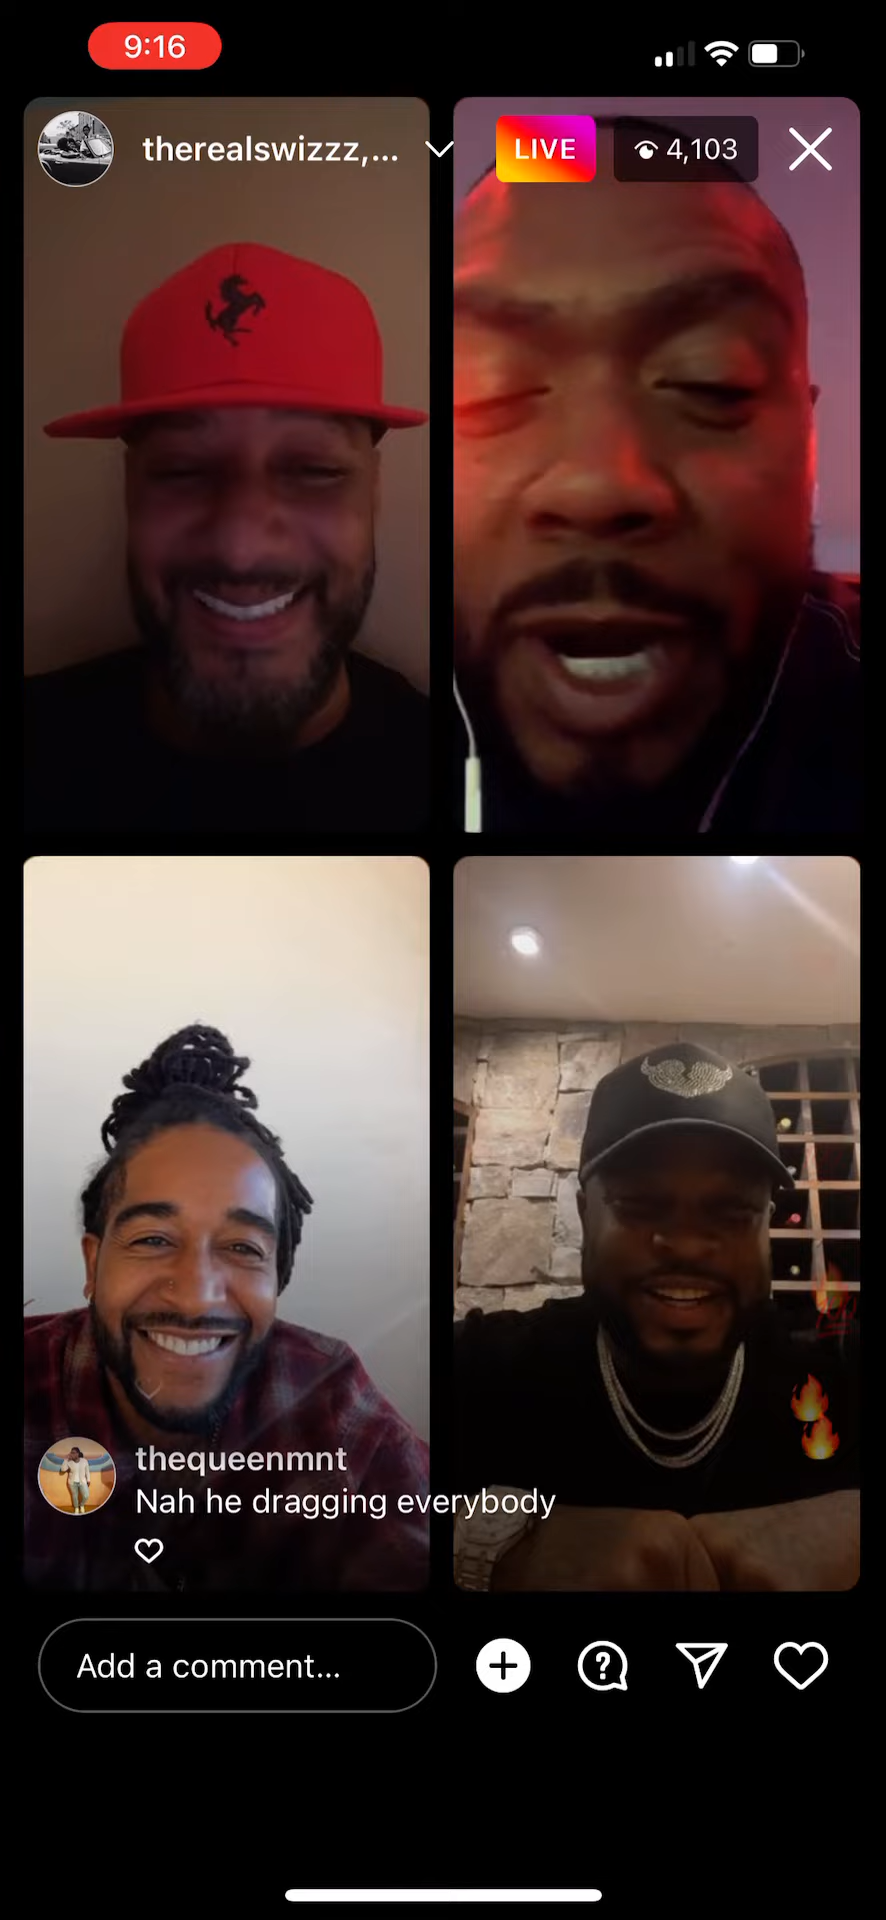 9:16
therealswizzz,...
LIVE
4,103
thequeenmnt
Nah he dragging everybody
Add a comment...